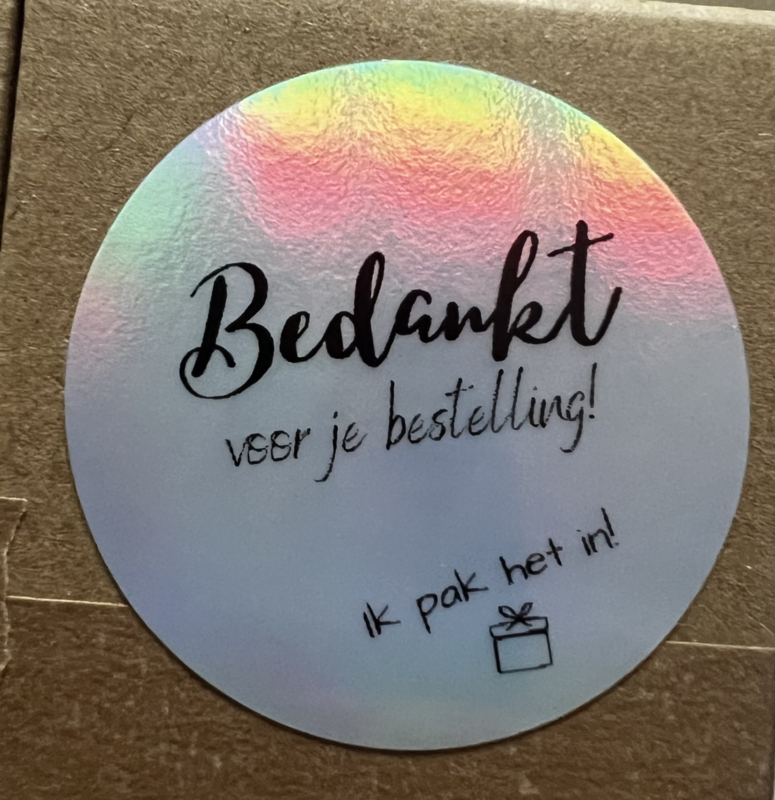 Bedankt
voor je bestelling!
Ik pak het in!